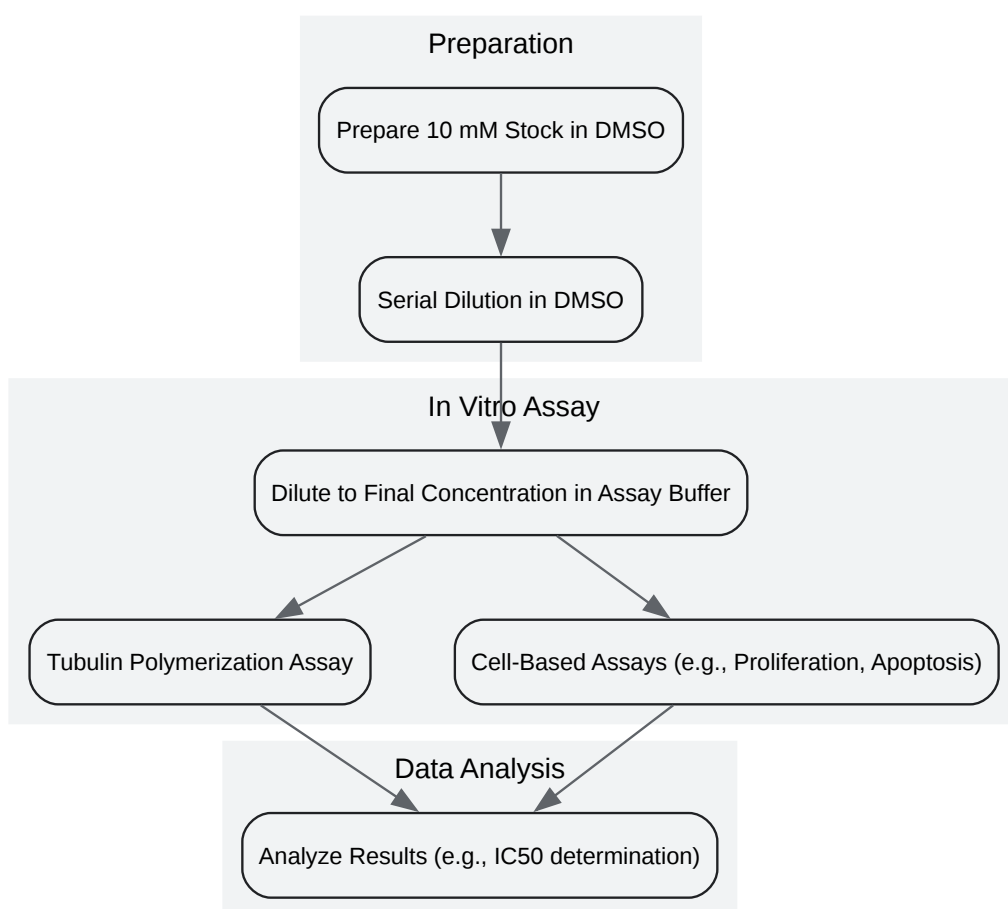 Preparation
Prepare 10 mM Stock in DMSO
Serial Dilution in DMSO
In Vitro Assay
Dilute to Final Concentration in Assay Buffer
Tubulin Polymerization Assay
Cell-Based Assays (e.g., Proliferation, Apoptosis)
Data Analysis
Analyze Results (e.g., IC50 determination)